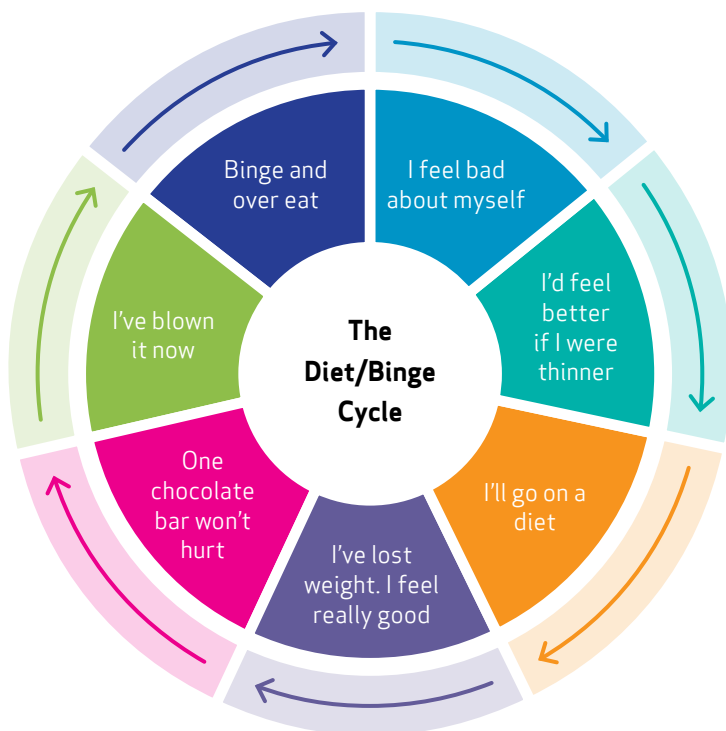 The
Diet/Binge
Cycle
I feel bad
about myself
I’d feel
better
if I were
thinner
I’ll go on a
diet
I’ve lost
weight. I feel
really good
One
chocolate
bar won’t
hurt
I’ve blown
it now
Binge and
over eat